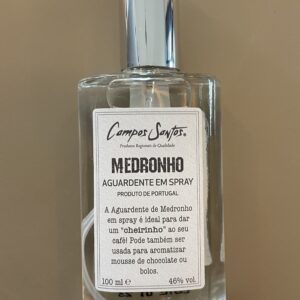 Campos Santos®
Produtos Regionais de Qualidade
MEDRONHO
AGUARDENTE EM SPRAY
PRODUTO DE PORTUGAL
A Aguardente de Medronho
em spray é ideal para dar
um "cheirinho" ao seu
café! Pode também ser
usada para aromatizar
mousse de chocolate ou
bolos.
100 ml e 46% vol.